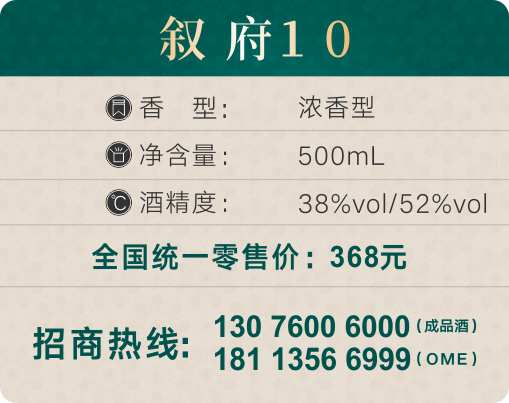 叙府10
香 型： 浓香型
净含量： 500mL
℃ 酒精度： 38%vol/52%vol
全国统一零售价：368元
招商热线: 130 7600 6000（成品酒）
181 1356 6999（OME）